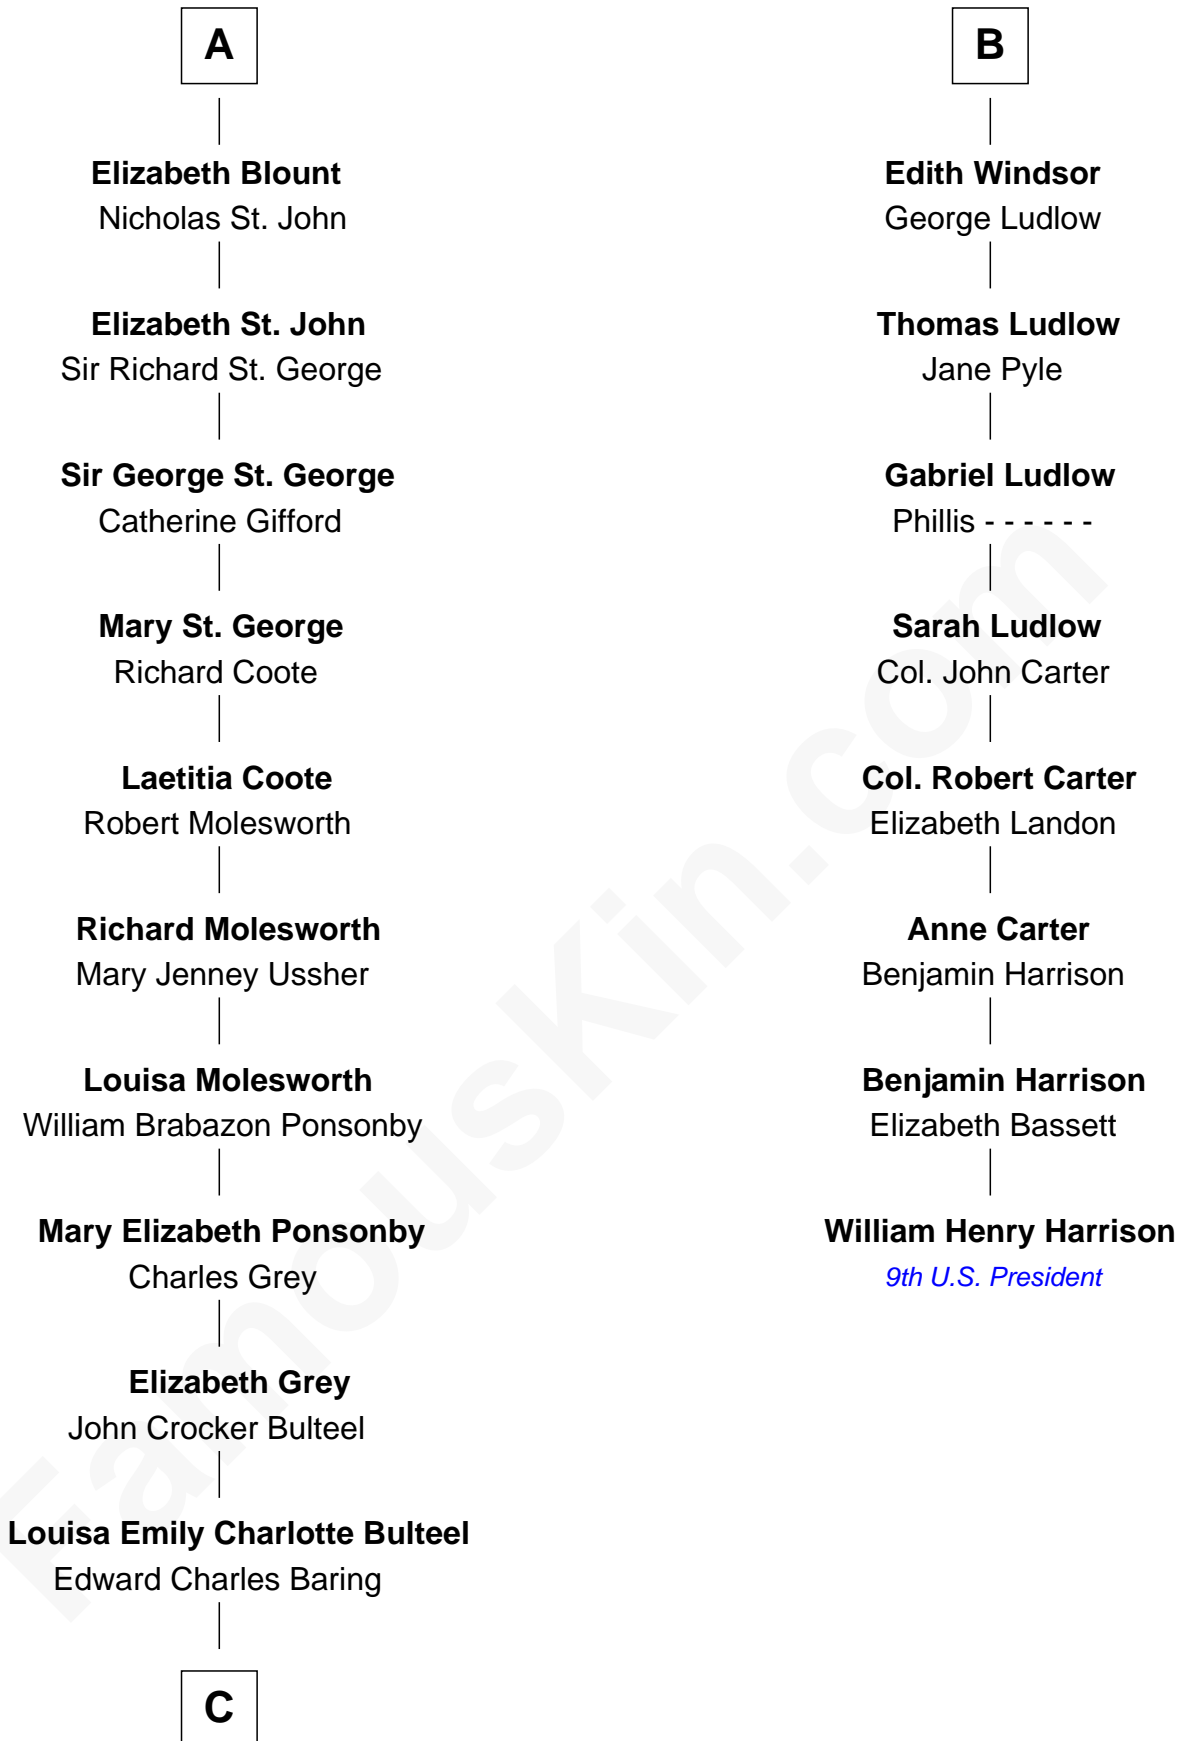 A
Elizabeth Blount
Nicholas St. John
Elizabeth St. John
Sir Richard St. George
Sir George St. George
Catherine Gifford
Mary St. George
Richard Coote
Laetitia Coote
Robert Molesworth
Richard Molesworth
Mary Jenney Ussher
Louisa Molesworth
William Brabazon Ponsonby
Mary Elizabeth Ponsonby
Charles Grey
Elizabeth Grey
John Crocker Bulteel
Louisa Emily Charlotte Bulteel
Edward Charles Baring
C
B
Edith Windsor
George Ludlow
Thomas Ludlow
Jane Pyle
Gabriel Ludlow
Phillis - - - - - -
Sarah Ludlow
Col. John Carter
Col. Robert Carter
Elizabeth Landon
Anne Carter
Benjamin Harrison
Benjamin Harrison
Elizabeth Bassett
William Henry Harrison
9th U.S. President
FamousKin.com